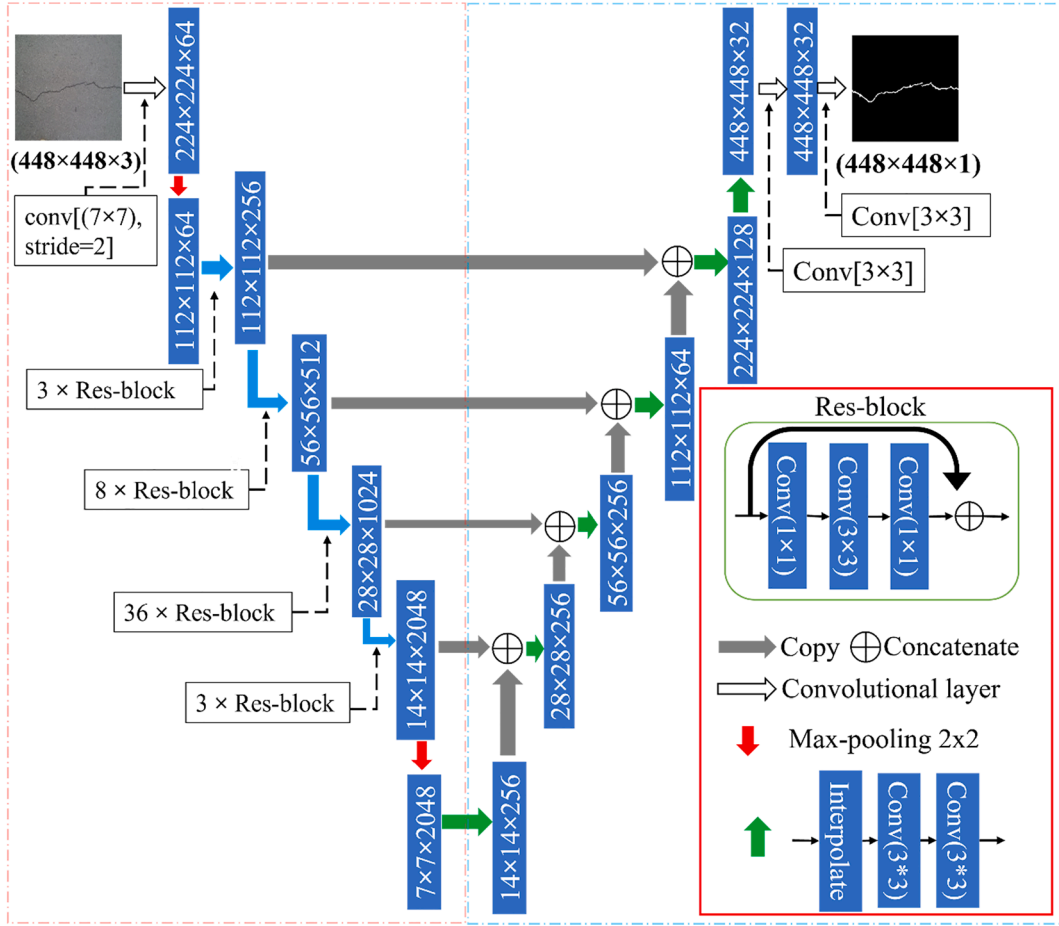 (448×448×3)
conv[(7×7),
stride=2]
224×224×64
112×112×64
3 × Res-block
112×112×256
8 × Res-block
56×56×512
36 × Res-block
28×28×1024
3 × Res-block
14×14×2048
7×7×2048
14×14×256
28×28×256
56×56×256
112×112×64
224×224×128
448×448×32
448×448×32
(448×448×1)
Conv[3×3]
Conv[3×3]
Res-block
Conv(1×1)
Conv(3×3)
Conv(1×1)
Copy
Concatenate
Convolutional layer
Max-pooling 2x2
Interpolate
Conv(3*3)
Conv(3*3)